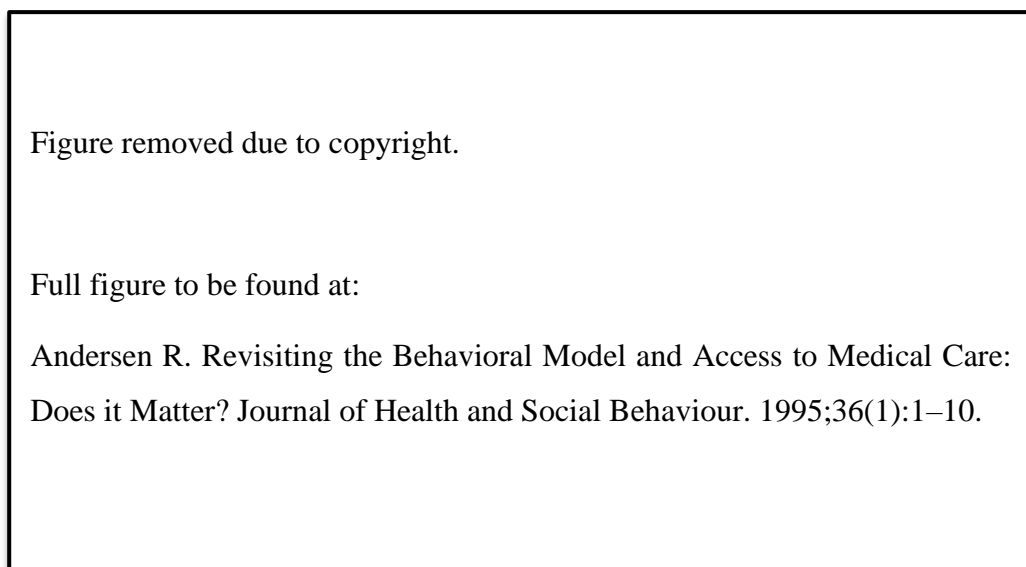 Figure removed due to copyright.
Full figure to be found at:
Andersen R. Revisiting the Behavioral Model and Access to Medical Care:
Does it Matter? Journal of Health and Social Behaviour. 1995;36(1):1–10.